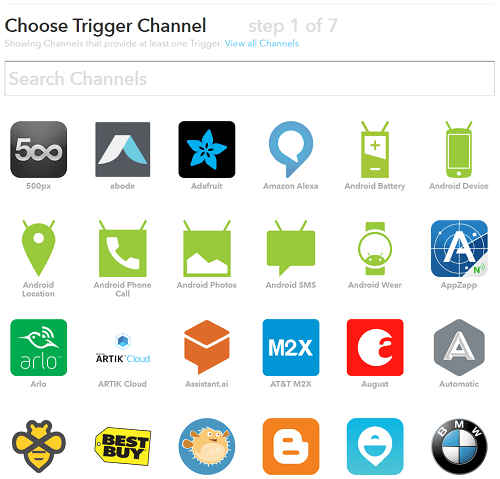 Choose Trigger Channel step 1 of 7
Showing Channels that provide at least one Trigger. View all Channels
Search Channels
500
500px
abode
Adafruit
Amazon Alexa
Android Battery
Android Device
Android Location
Android Phone Call
Android Photos
Android SMS
Android Wear
A
N
AppZapp
arlo
Arlo
ARTIK Cloud
ARTIK Cloud
Assistant.ai
M2X
AT&T M2X
a
August
A
Automatic
BEST BUY
B
BMW